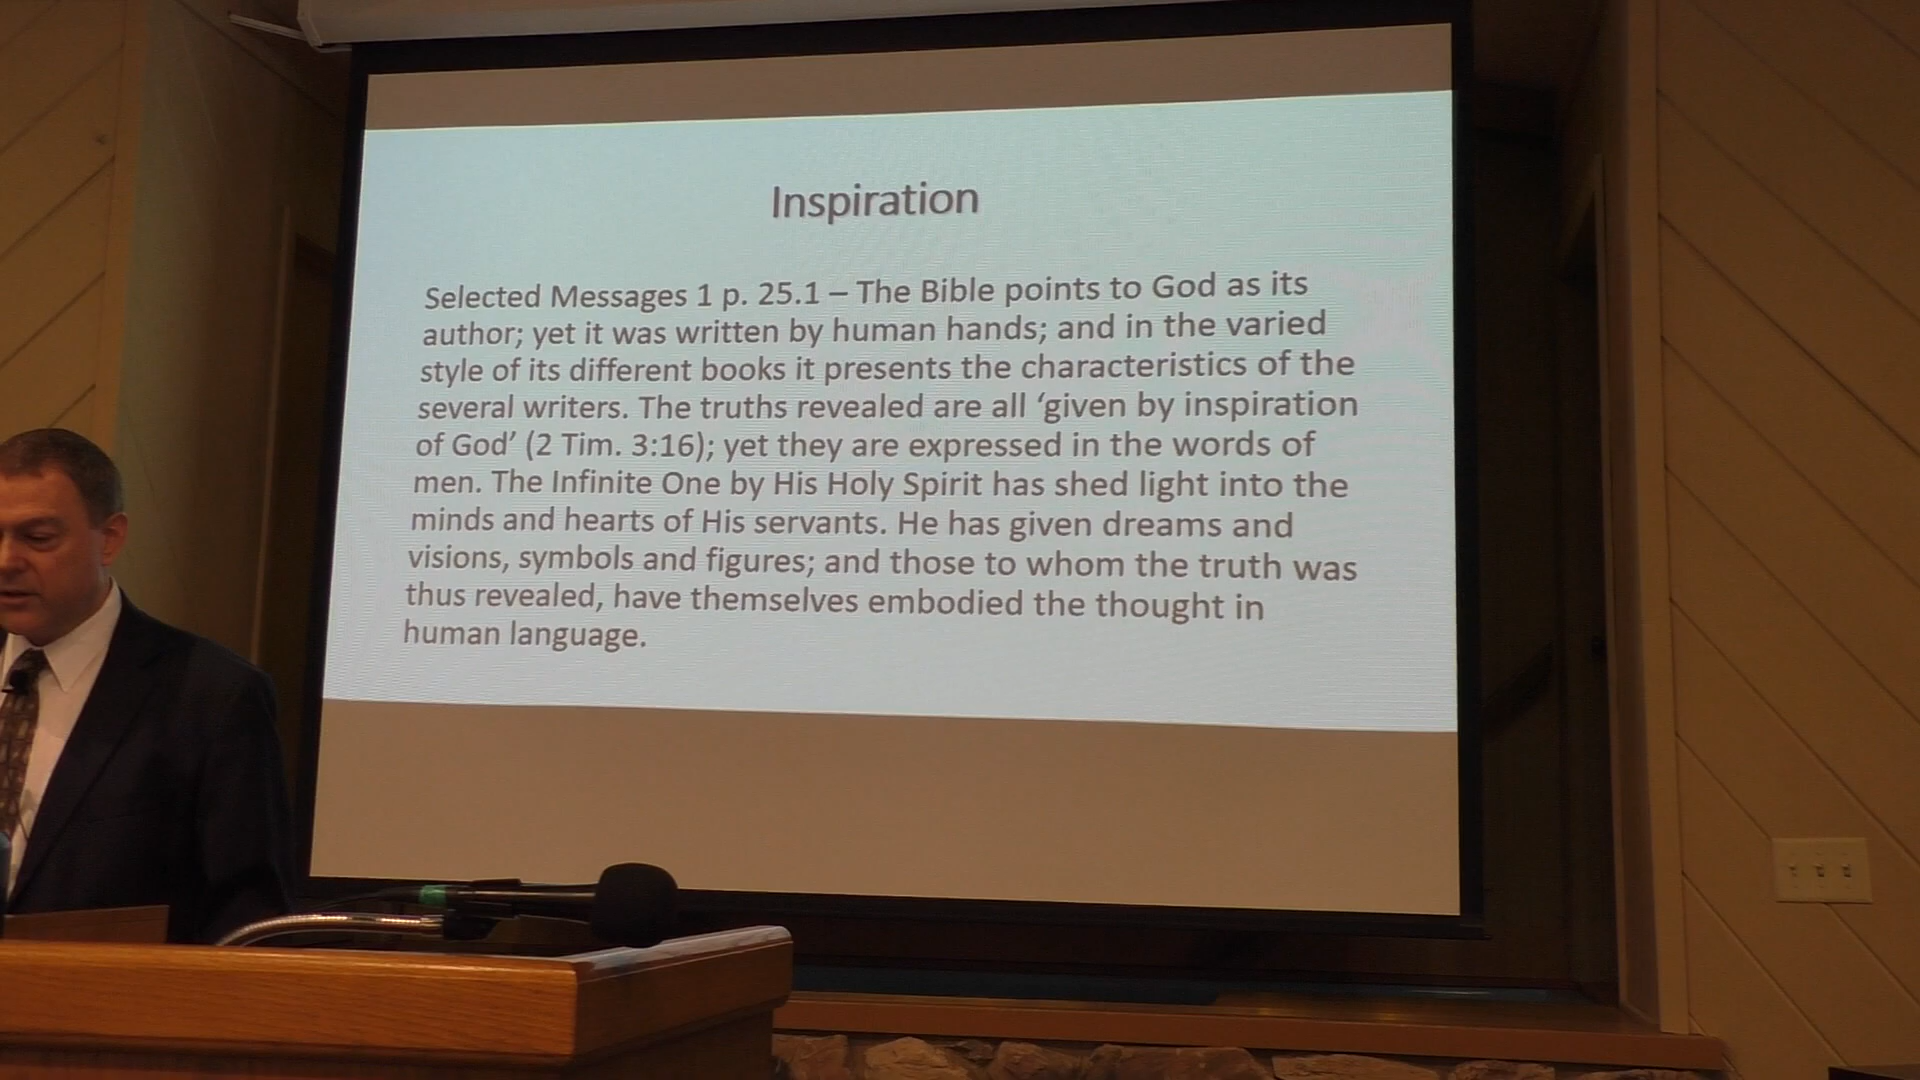 Inspiration
Selected Messages 1 p. 25.1 – The Bible points to God as its
author; yet it was written by human hands; and in the varied
style of its different books it presents the characteristics of the
several writers. The truths revealed are all ‘given by inspiration
of God’ (2 Tim. 3:16); yet they are expressed in the words of
men. The Infinite One by His Holy Spirit has shed light into the
minds and hearts of His servants. He has given dreams and
visions, symbols and figures; and those to whom the truth was
thus revealed, have themselves embodied the thought in
human language.